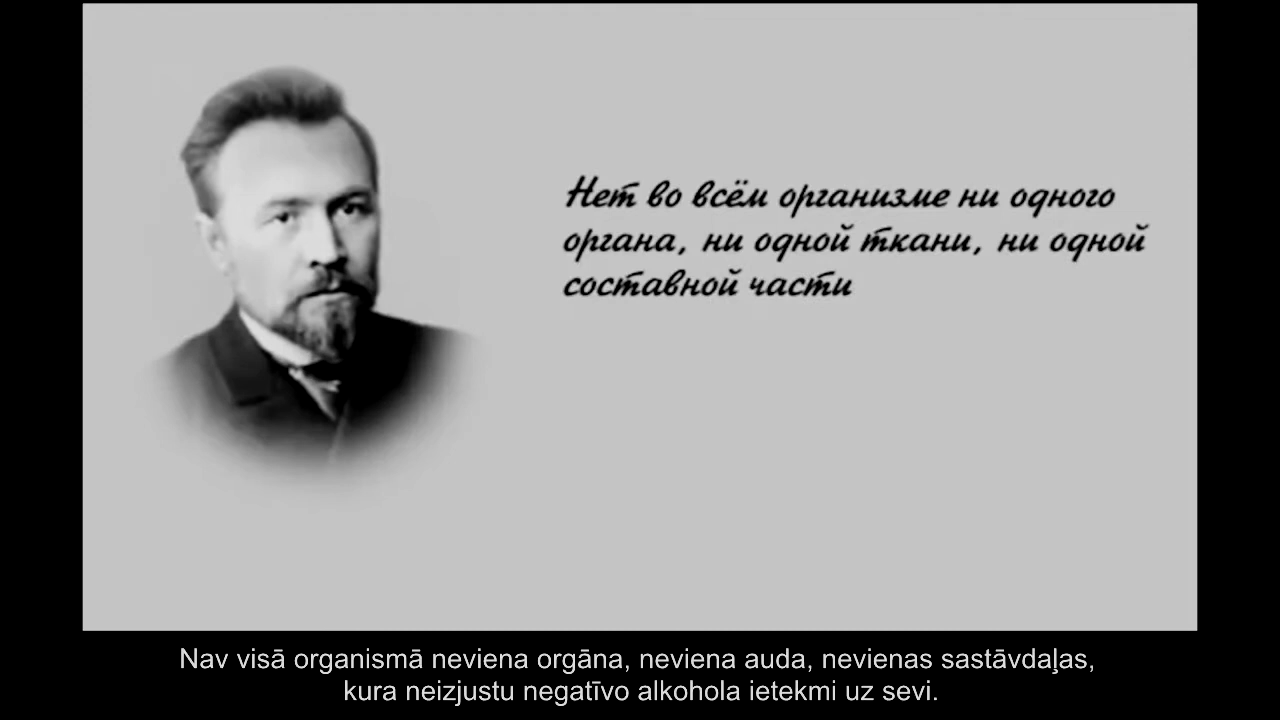 Нет во всём организме ни одного
органа, ни одной ткани, ни одной
составной части
Nav visā organismā neviena orgāna, neviena auda, nevienas sastāvdaļas,
kura neizjustu negatīvo alkohola ietekmi uz sevi.